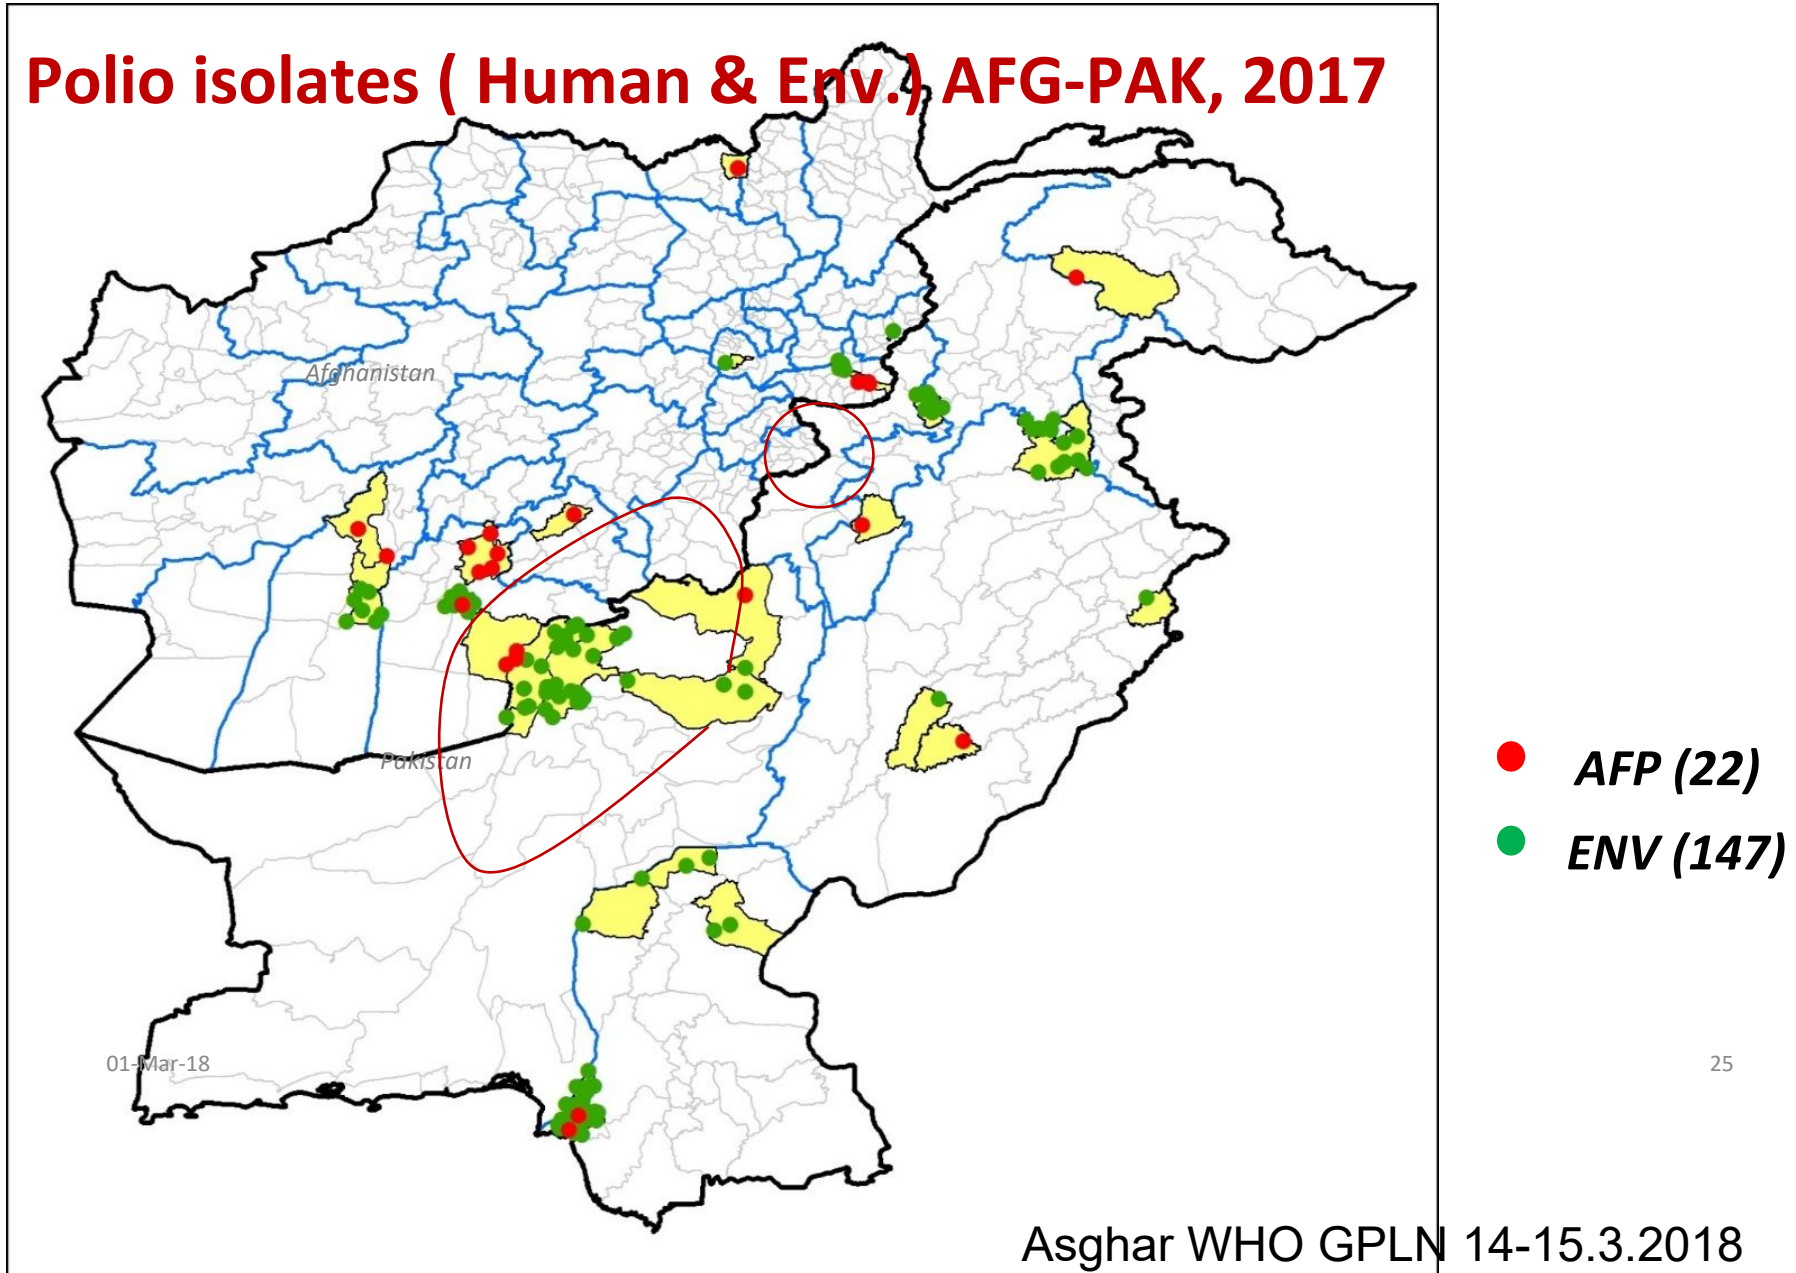 Polio isolates ( Human & Env.) AFG-PAK, 2017
Afghanistan
Pakistan
AFP (22)
ENV (147)
01-Mar-18
25
Asghar WHO GPLN 14-15.3.2018